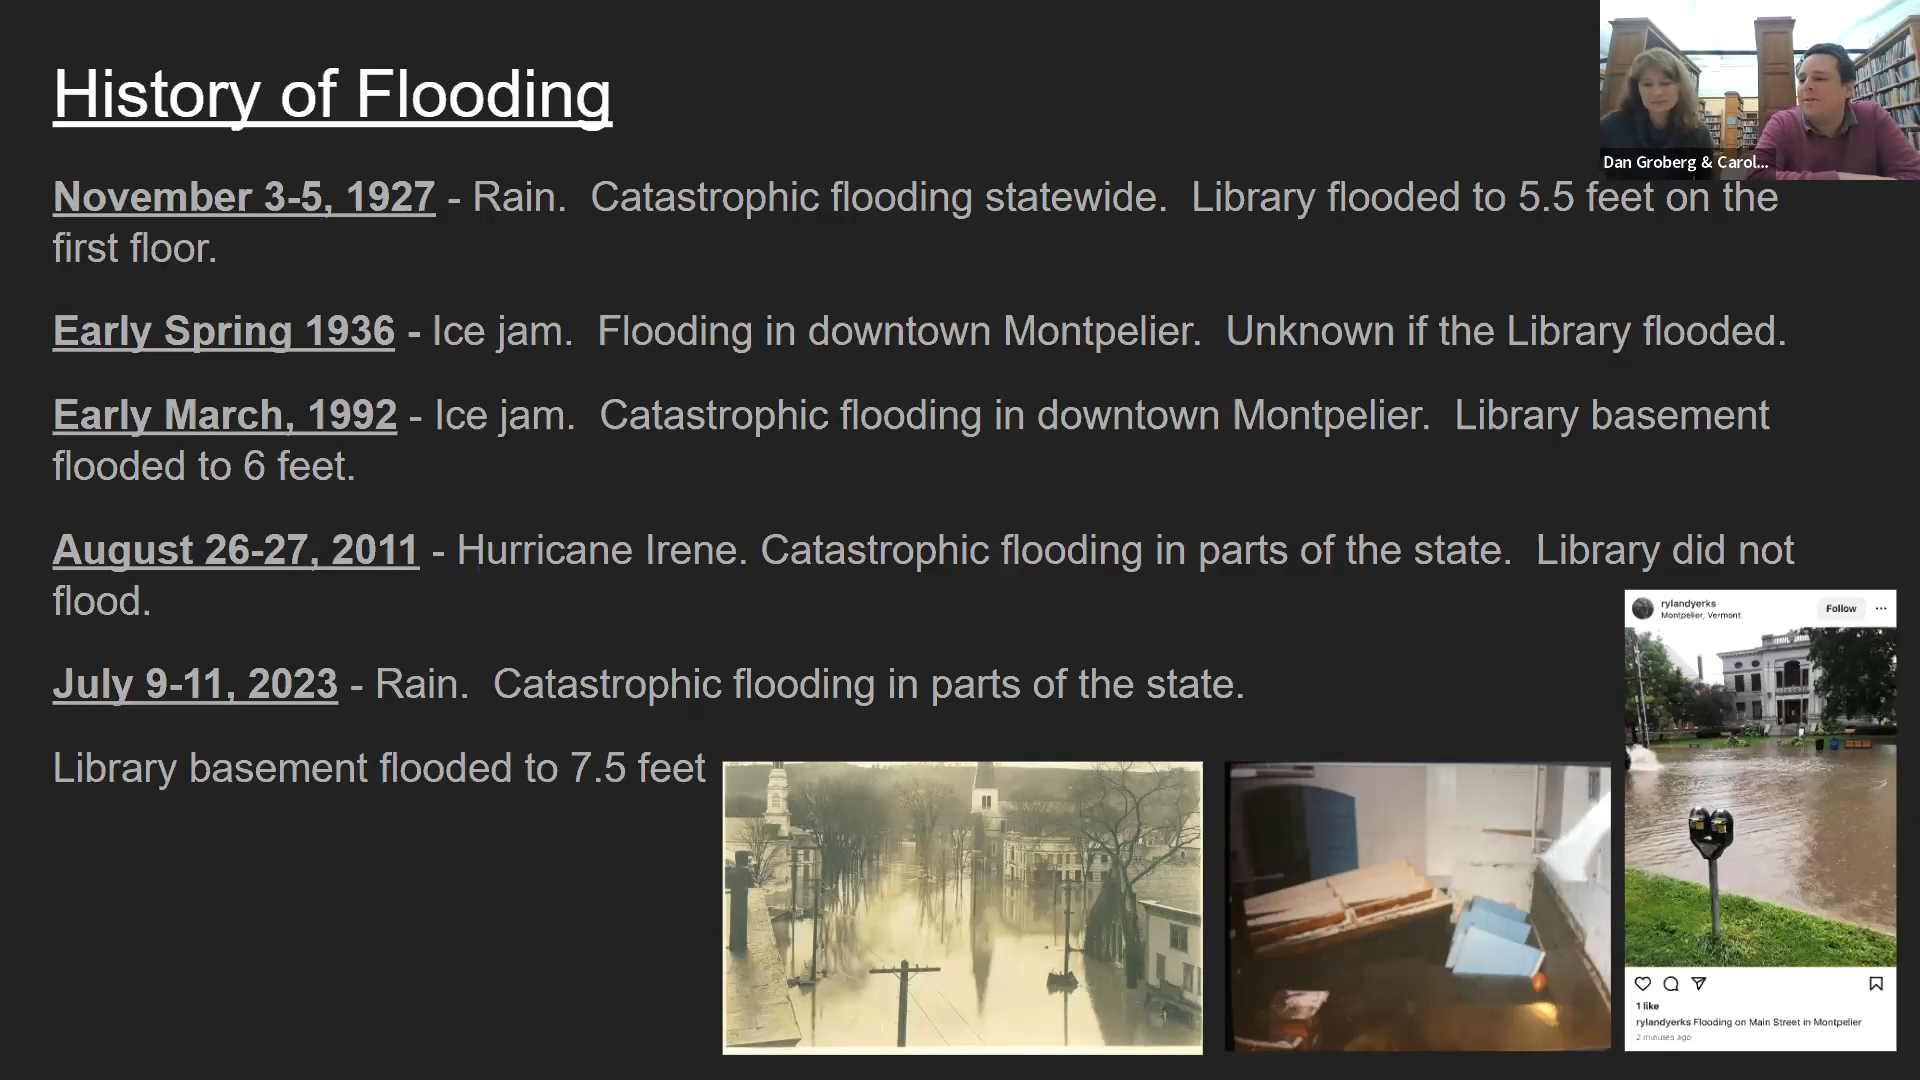 History of Flooding
Dan Groberg & Carol...
November 3-5, 1927 - Rain.  Catastrophic flooding statewide.  Library flooded to 5.5 feet on the
first floor.
Early Spring 1936 - Ice jam.  Flooding in downtown Montpelier.  Unknown if the Library flooded.
Early March, 1992 - Ice jam.  Catastrophic flooding in downtown Montpelier.  Library basement
flooded to 6 feet.
August 26-27, 2011 - Hurricane Irene. Catastrophic flooding in parts of the state.  Library did not
flood.
July 9-11, 2023 - Rain.  Catastrophic flooding in parts of the state.
Library basement flooded to 7.5 feet
rylandyerks
Montpelier, Vermont
Follow
1 like
rylandyerks Flooding on Main Street in Montpelier
2 minutes ago